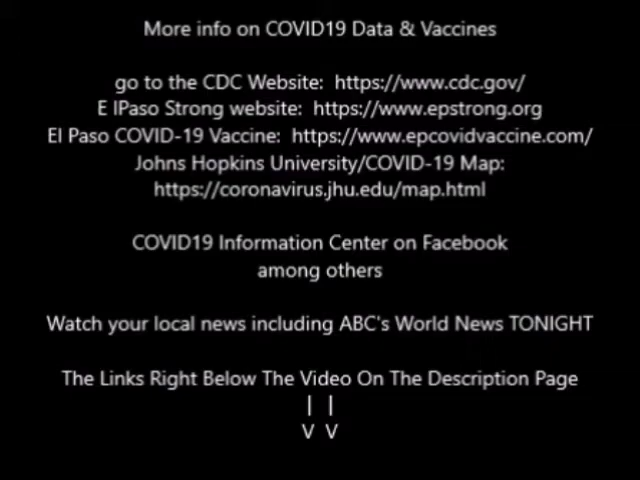 More info on COVID19 Data & Vaccines
go to the CDC Website: https://www.cdc.gov/
E lPaso Strong website: https://www.epstrong.org
El Paso COVID-19 Vaccine: https://www.epcovidvaccine.com/
Johns Hopkins University/COVID-19 Map:
https://coronavirus.jhu.edu/map.html
COVID19 Information Center on Facebook
among others
Watch your local news including ABC's World News TONIGHT
The Links Right Below The Video On The Description Page
| |
V V